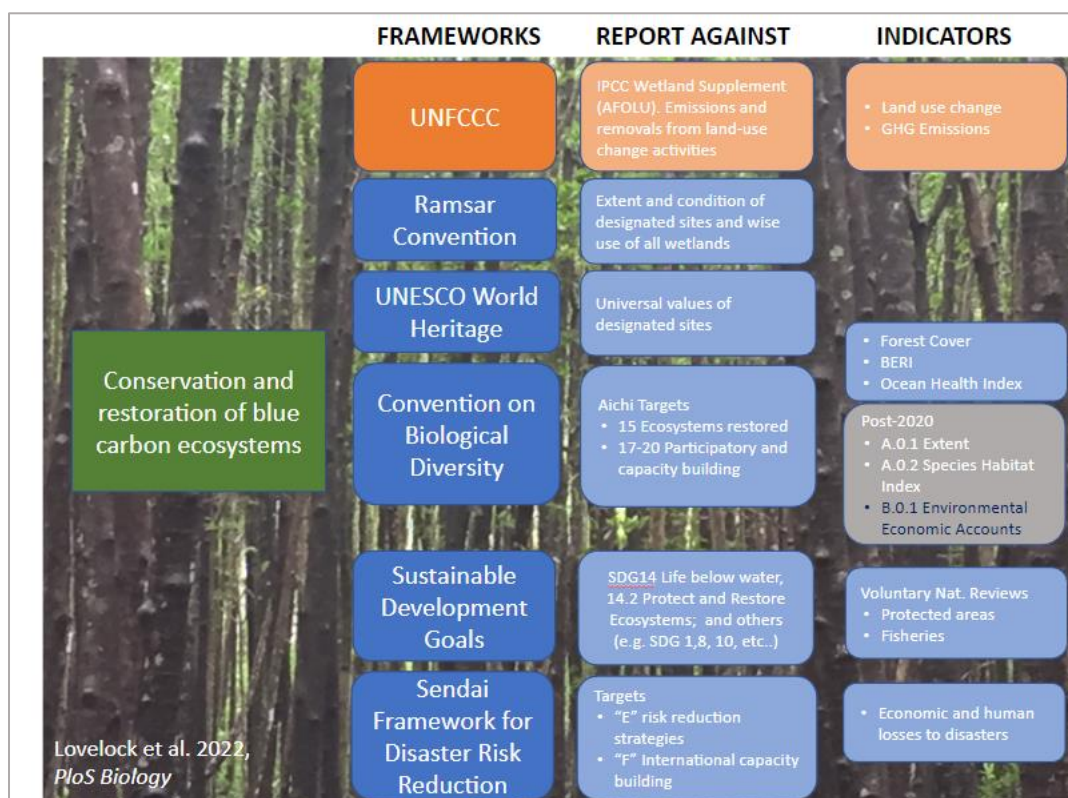 FRAMEWORKS
REPORT AGAINST
INDICATORS
Conservation and
restoration of blue
carbon ecosystems
UNFCCC
IPCC Wetland Supplement
(AFOLU). Emissions and
removals from land-use
change activities
• Land use change
• GHG Emissions
Ramsar
Convention
Extent and condition of
designated sites and wise
use of all wetlands
UNESCO World
Heritage
Universal values of
designated sites
• Forest Cover
• BERI
• Ocean Health Index
Convention on
Biological
Diversity
Aichi Targets
• 15 Ecosystems restored
• 17-20 Participatory and
capacity building
Post-2020
• A.0.1 Extent
• A.0.2 Species Habitat
Index
• B.0.1 Environmental
Economic Accounts
Sustainable
Development
Goals
SDG14 Life below water,
14.2 Protect and Restore
Ecosystems; and others
(e.g. SDG 1,8, 10, etc..)
Voluntary Nat. Reviews
• Protected areas
• Fisheries
Sendai
Framework for
Disaster Risk
Reduction
Targets
• “E” risk reduction
strategies
• “F” International capacity
building
• Economic and human
losses to disasters
Lovelock et al. 2022,
PloS Biology